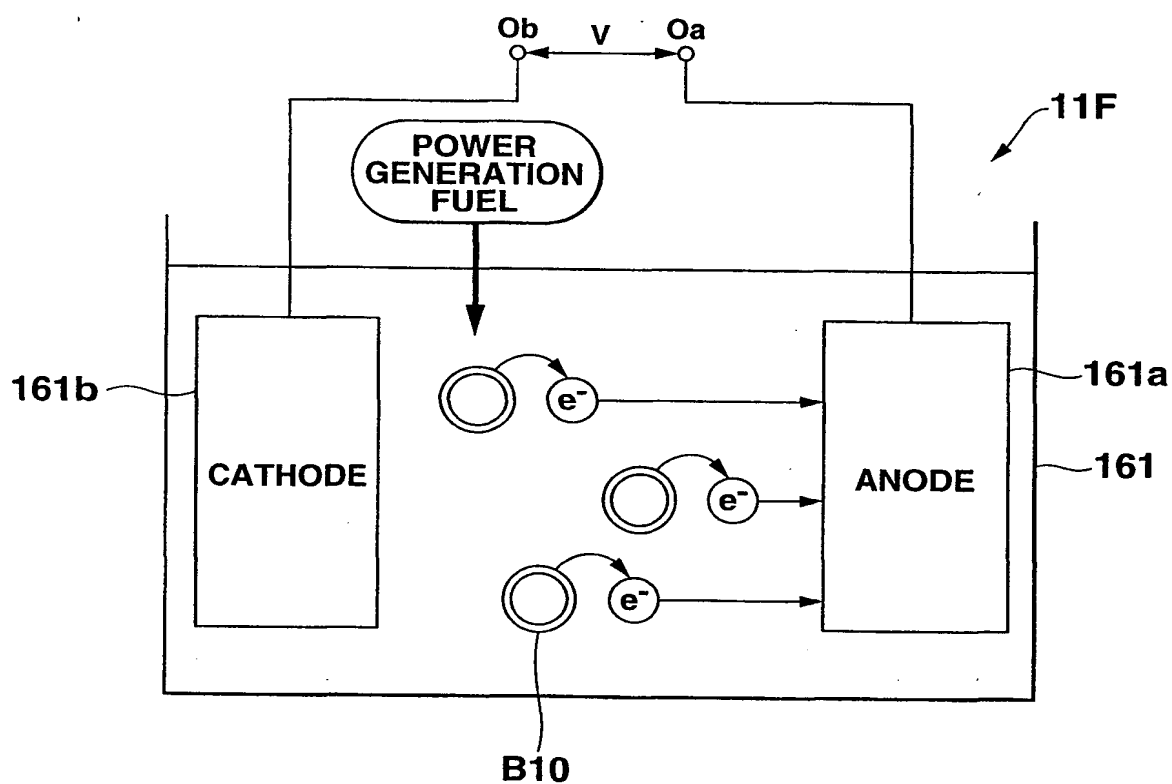 Ob V Oa
11F
POWER
GENERATION
FUEL
161b
161a
e-
CATHODE
ANODE
161
e-
e-
B10